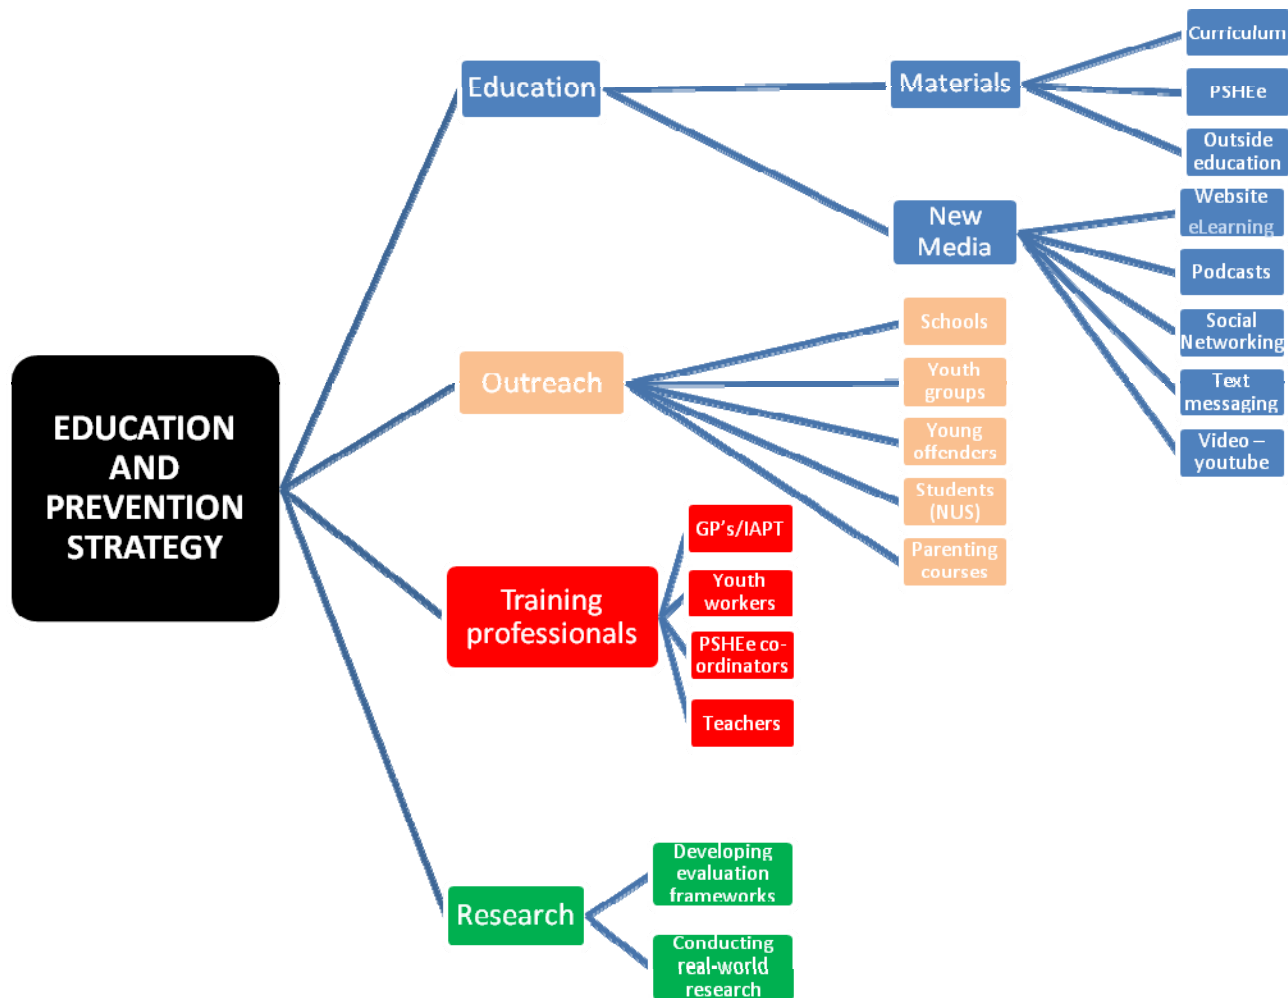 EDUCATION
AND
PREVENTION
STRATEGY
Education
Materials
Curriculum
PSHEe
Outside
education
New
Media
Website
eLearning
Podcasts
Social
Networking
Text
messaging
Video –
youtube
Outreach
Schools
Youth
groups
Young
offenders
Students
(NUS)
Parenting
courses
Training
professionals
GP's/IAPT
Youth
workers
PSHEe co-
ordinators
Teachers
Research
Developing
evaluation
frameworks
Conducting
real-world
research